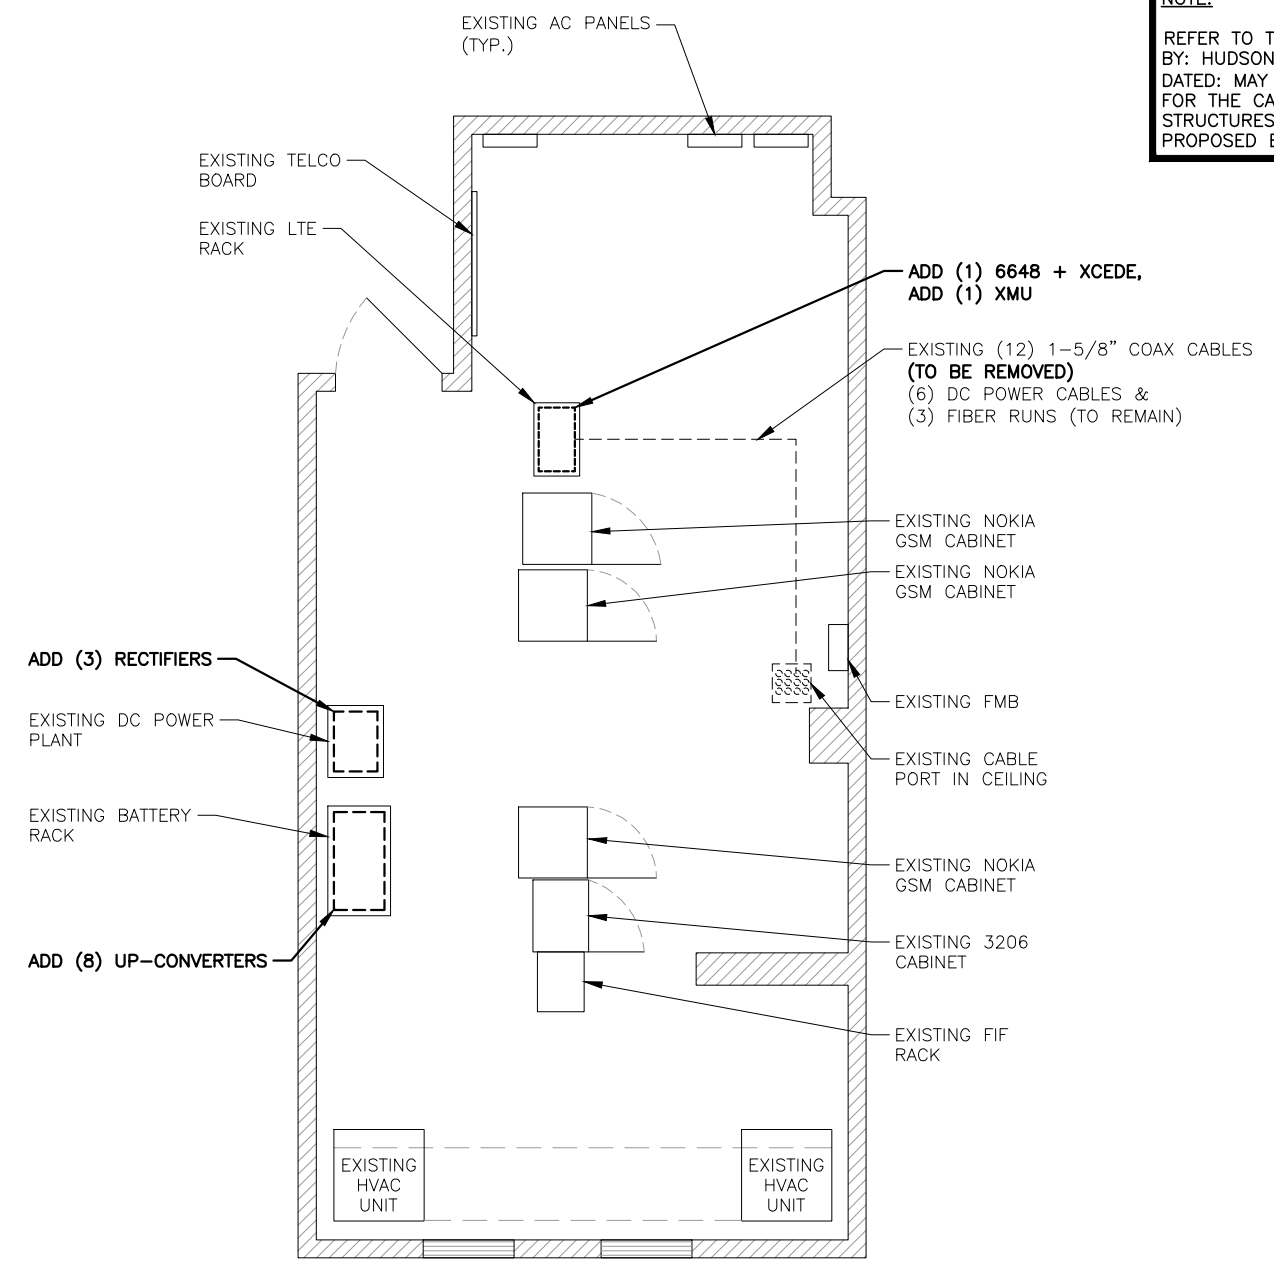 EXISTING AC PANELS
(TYP.)
NOTE:
REFER TO
BY: HUDSON
DATED: MAY
FOR THE
STRUCTURES
PROPOSED
EXISTING TELCO
BOARD
EXISTING LTE
RACK
ADD (1) 6648 + XCEDE,
ADD (1) XMU
EXISTING (12) 1-5/8" COAX CABLES
(TO BE REMOVED)
(6) DC POWER CABLES &
(3) FIBER RUNS (TO REMAIN)
EXISTING NOKIA
GSM CABINET
EXISTING NOKIA
GSM CABINET
ADD (3) RECTIFIERS
EXISTING DC POWER
PLANT
EXISTING FMB
EXISTING CABLE
PORT IN CEILING
EXISTING BATTERY
RACK
EXISTING NOKIA
GSM CABINET
EXISTING 3206
CABINET
ADD (8) UP-CONVERTERS
EXISTING FIF
RACK
EXISTING
HVAC
UNIT
EXISTING
HVAC
UNIT